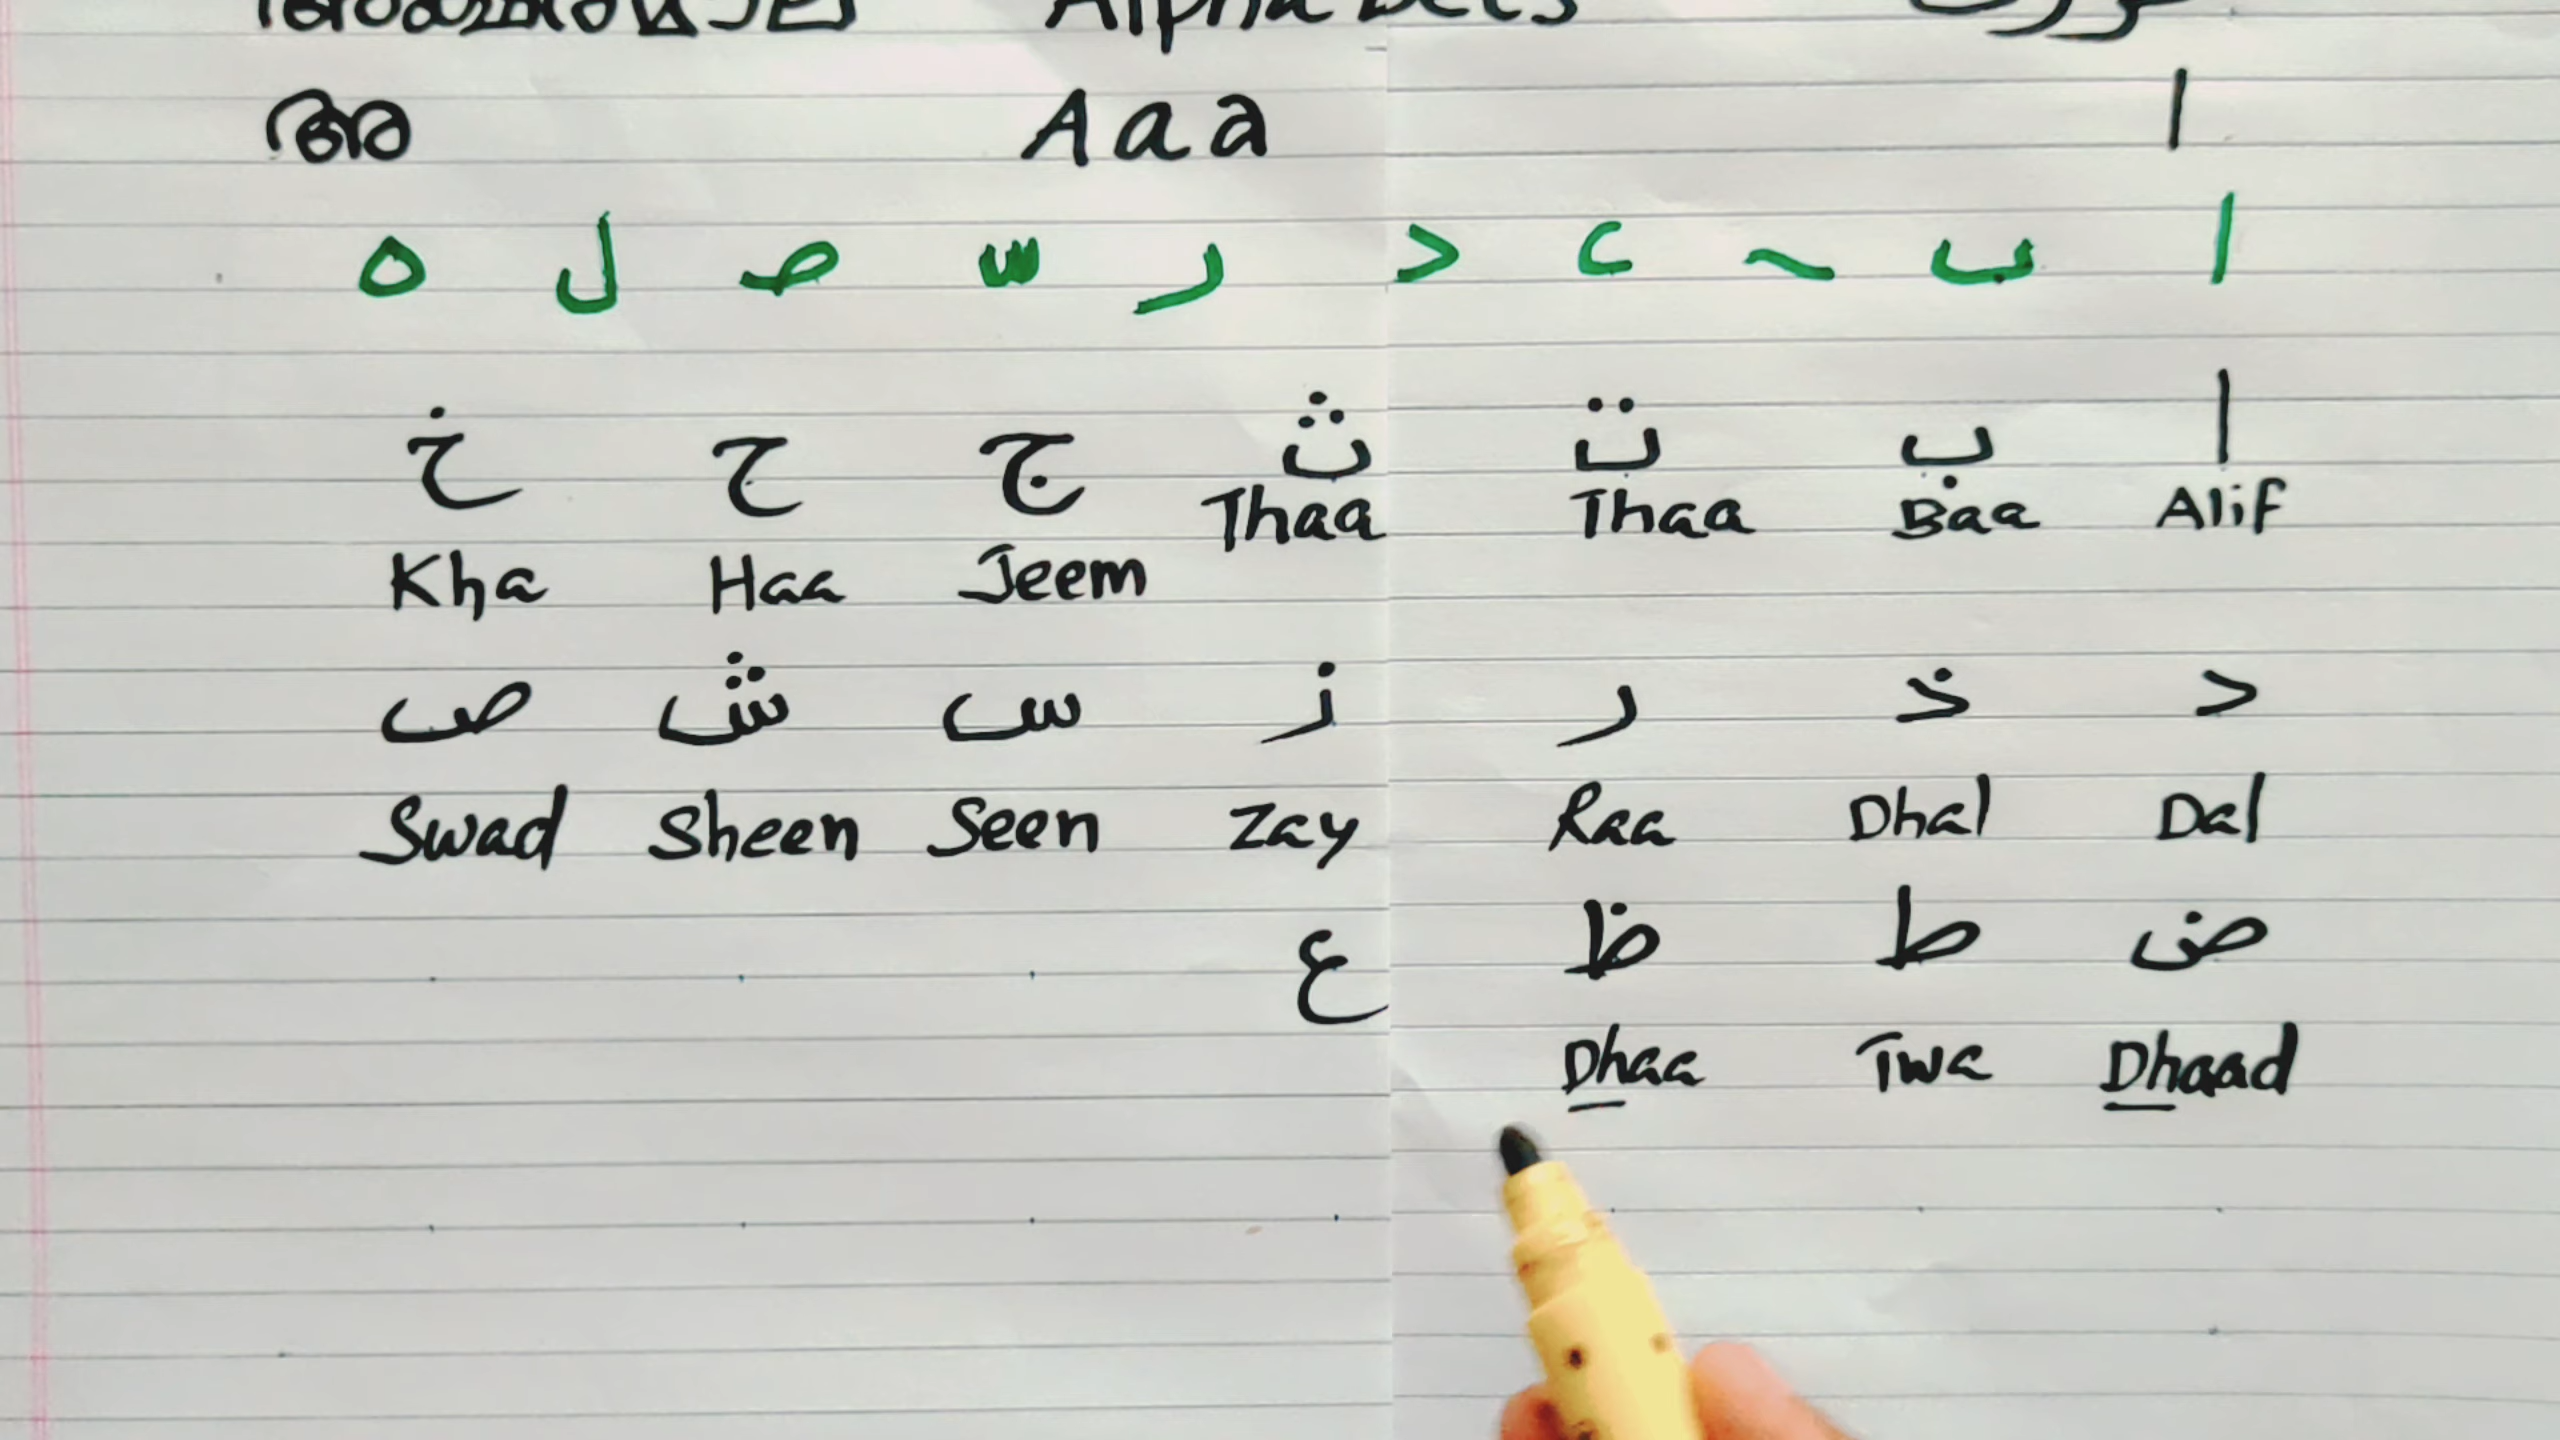 അ Aaa ا
ا ب ر س ص ل ه
ا ب ت ث ج ح خ
Alif Baa Thaa Thaa Jeem Haa Kha
د ذ ر ز س ش ص
Dal Dhal Raa Zay Seen Sheen Swad
ض ط ظ ع
Dhaad Twa Dhaa